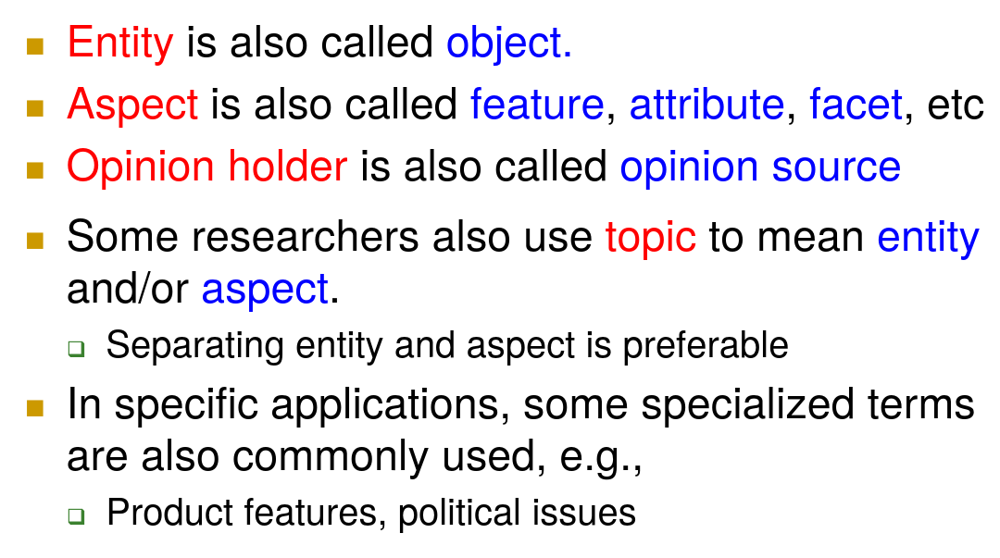 Entity is also called object.
Aspect is also called feature, attribute, facet, etc
Opinion holder is also called opinion source
Some researchers also use topic to mean entity
and/or aspect.
Separating entity and aspect is preferable
In specific applications, some specialized terms
are also commonly used, e.g.,
Product features, political issues